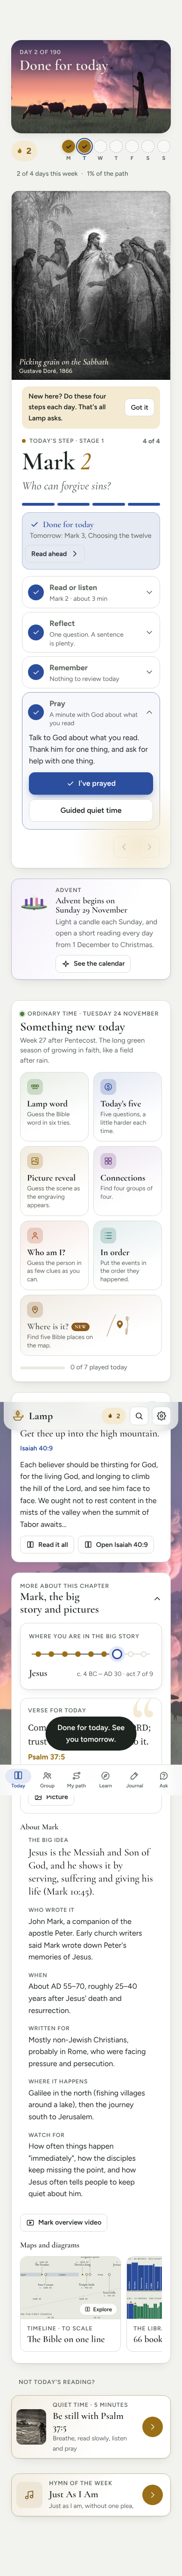 DAY 2 OF 190
Done for today
2
M T W T F S S
2 of 4 days this week · 1% of the path
Picking grain on the Sabbath
Gustave Doré, 1866
New here? Do these four
steps each day. That's all
Lamp asks.
Got it
TODAY'S STEP · STAGE 1
4 of 4
Mark 2
Who can forgive sins?
Done for today
Tomorrow: Mark 3, Choosing the twelve
Read ahead
Read or listen
Mark 2 · about 3 min
Reflect
One question. A sentence
is plenty.
Remember
Nothing to review today
Pray
A minute with God about what
you read
Talk to God about what you read.
Thank him for one thing, and ask for
help with one thing.
I've prayed
Guided quiet time
ADVENT
Advent begins on
Sunday 29 November
Light a candle each Sunday, and
open a short reading every day
from 1 December to Christmas.
See the calendar
ORDINARY TIME · TUESDAY 24 NOVEMBER
Something new today
Week 27 after Pentecost. The long green
season of growing in faith, like a field
after rain.
Lamp word
Guess the Bible
word in six tries.
Today's five
Five questions, a
little harder each
time.
Picture reveal
Guess the scene as
the engraving
appears.
Connections
Find four groups of
four.
Who am I?
Guess the person in
as few clues as you
can.
In order
Put the events in
the order they
happened.
Where is it? NEW
Find five Bible places on
the map.
0 of 7 played today
Lamp
2
Get thee up into the high mountain.
Isaiah 40:9
Each believer should be thirsting for God,
for the living God, and longing to climb
the hill of the Lord, and see him face to
face. We ought not to rest content in the
mists of the valley when the summit of
Tabor awaits...
Read it all
Open Isaiah 40:9
MORE ABOUT THIS CHAPTER
Mark, the big
story and pictures
WHERE YOU ARE IN THE BIG STORY
Jesus
c. 4 BC – AD 30 · act 7 of 9
VERSE FOR TODAY
Psalm 37:5
Done for today. See
you tomorrow.
Today
Group
My path
Learn
Journal
Ask
Picture
About Mark
THE BIG IDEA
Jesus is the Messiah and Son of
God, and he shows it by
serving, suffering and giving his
life (Mark 10:45).
WHO WROTE IT
John Mark, a companion of the
apostle Peter. Early church writers
said Mark wrote down Peter's
memories of Jesus.
WHEN
About AD 55–70, roughly 25–40
years after Jesus' death and
resurrection.
WRITTEN FOR
Mostly non-Jewish Christians,
probably in Rome, who were facing
pressure and persecution.
WHERE IT HAPPENS
Galilee in the north (fishing villages
around a lake), then the journey
south to Jerusalem.
WATCH FOR
How often things happen
"immediately", how the disciples
keep missing the point, and how
Jesus often tells people to keep
quiet about him.
Mark overview video
Maps and diagrams
Explore
TIMELINE · TO SCALE
The Bible on one line
THE LIBR
66 book
NOT TODAY'S READING?
QUIET TIME · 5 MINUTES
Be still with Psalm
37:5
Breathe, read slowly, listen
and pray
HYMN OF THE WEEK
Just As I Am
Just as I am, without one plea,